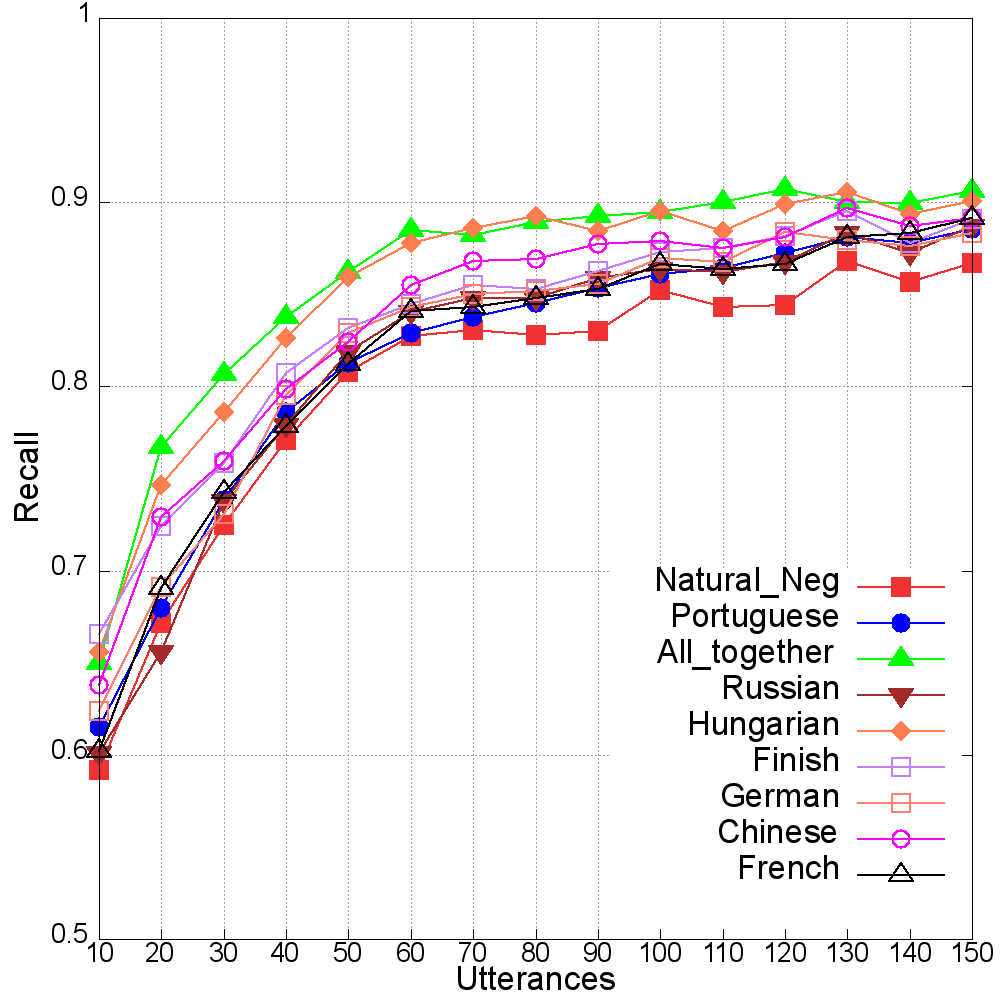 1
0.9
0.8
0.7
0.6
0.5
Recall
Natural_Neg
Portuguese
All_together
Russian
Hungarian
Finish
German
Chinese
French
10 20 30 40 50 60 70 80 90 100 110 120 130 140 150
Utterances